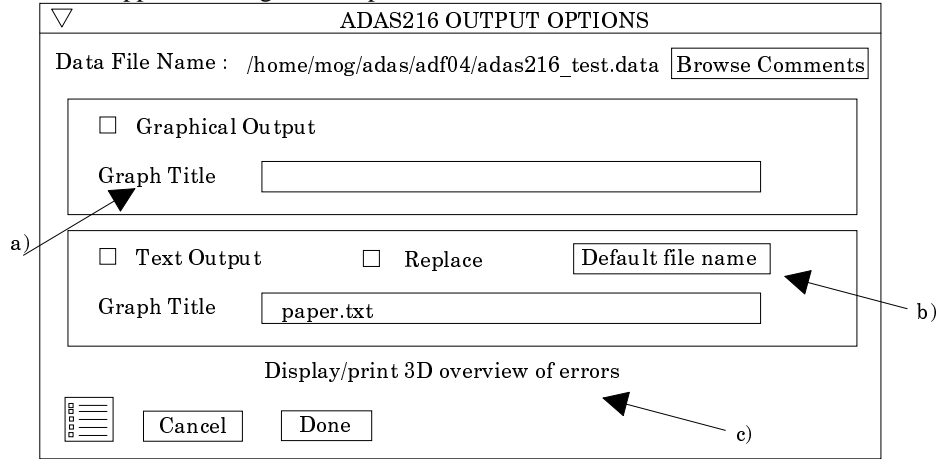 ADAS216 OUTPUT OPTIONS
Data File Name : /home/mog/adas/adf04/adas216_test.data Browse Comments
Graphical Output
Graph Title
a)
Text Output Replace Default file name
Graph Title paper.txt
b)
Display/print 3D overview of errors
c)
Cancel Done